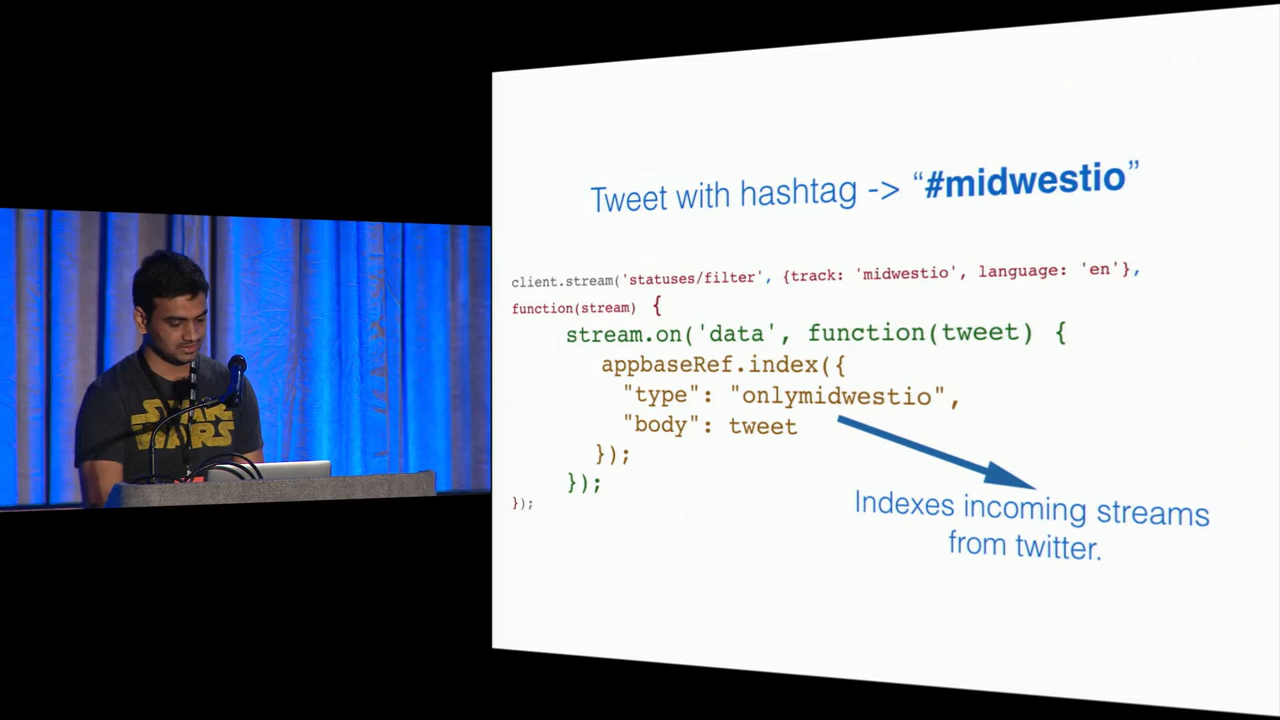 Tweet with hashtag -> “#midwestio”
client.stream('statuses/filter', {track: 'midwestio', language: 'en'},
function(stream) {
stream.on('data', function(tweet) {
appbaseRef.index({
"type": "onlymidwestio",
"body": tweet
});
});
});
Indexes incoming streams
from twitter.
STAR
WARS